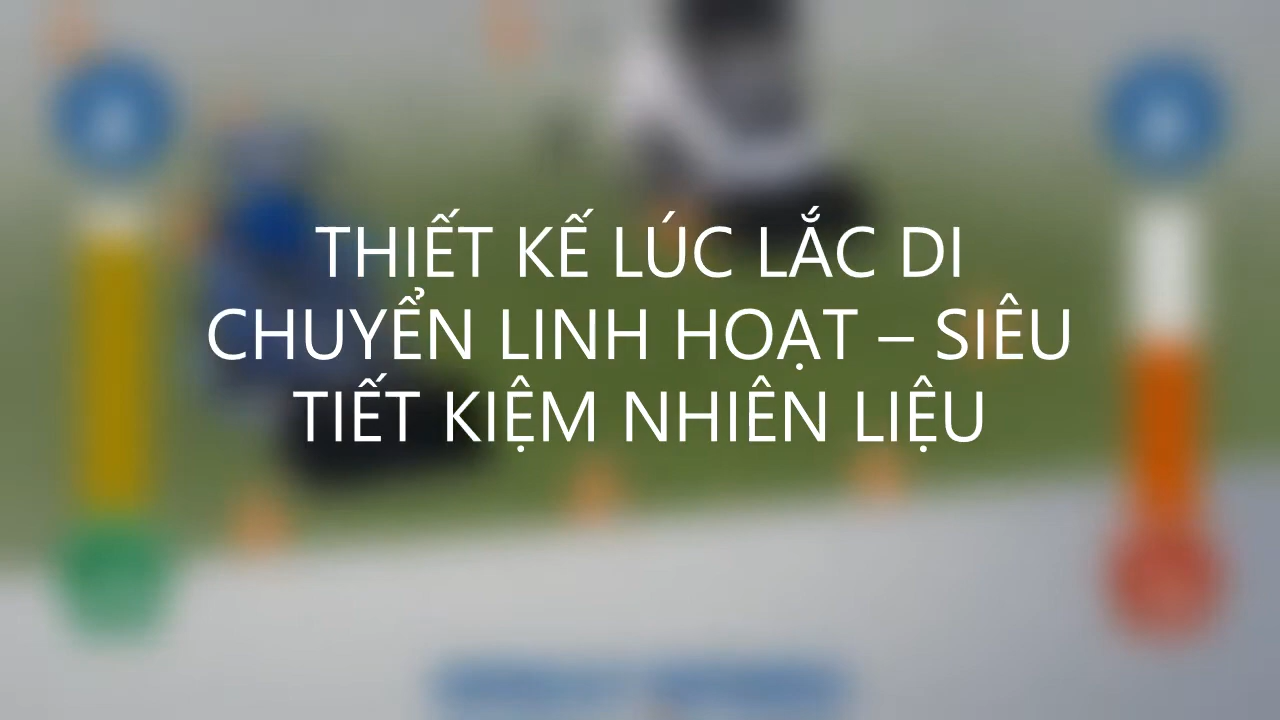 THIẾT KẾ LÚC LẮC DI
CHUYỂN LINH HOẠT – SIÊU
TIẾT KIỆM NHIÊN LIỆU